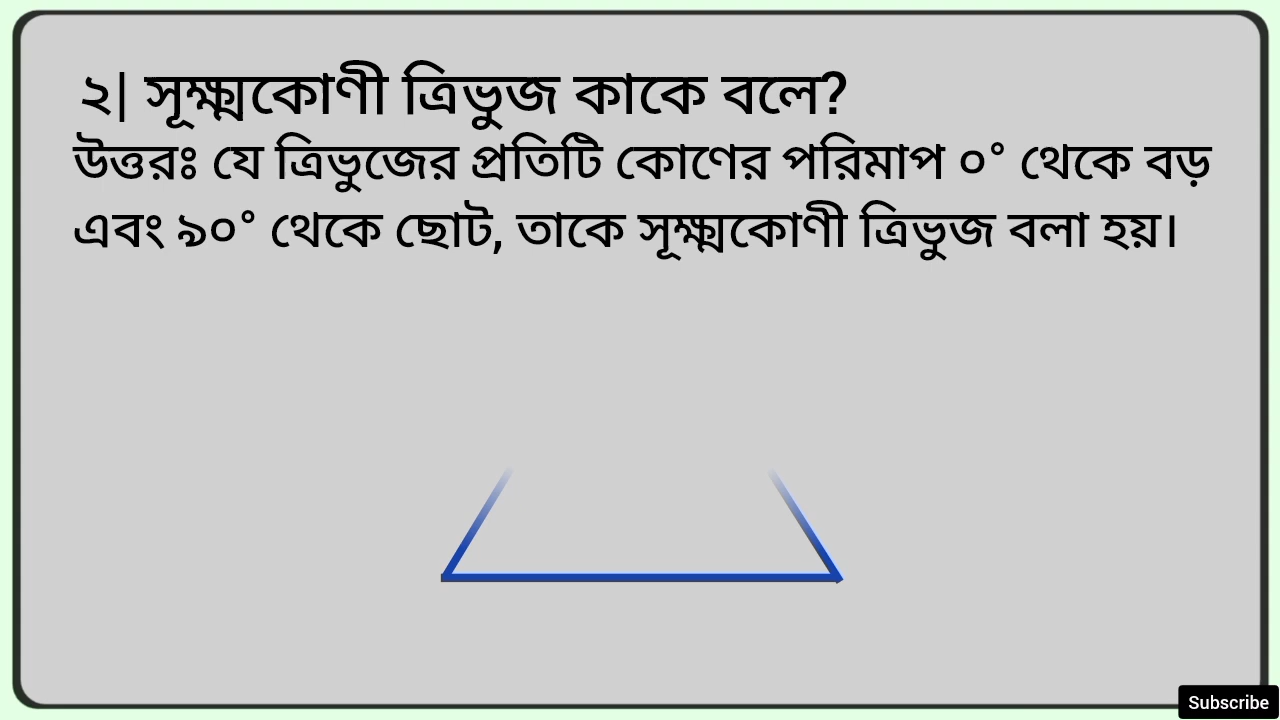 ২| সূক্ষ্মকোণী ত্রিভুজ কাকে বলে?
উত্তরঃ যে ত্রিভুজের প্রতিটি কোণের পরিমাপ ০° থেকে বড়
এবং ৯০° থেকে ছোট, তাকে সূক্ষ্মকোণী ত্রিভুজ বলা হয়।
Subscribe